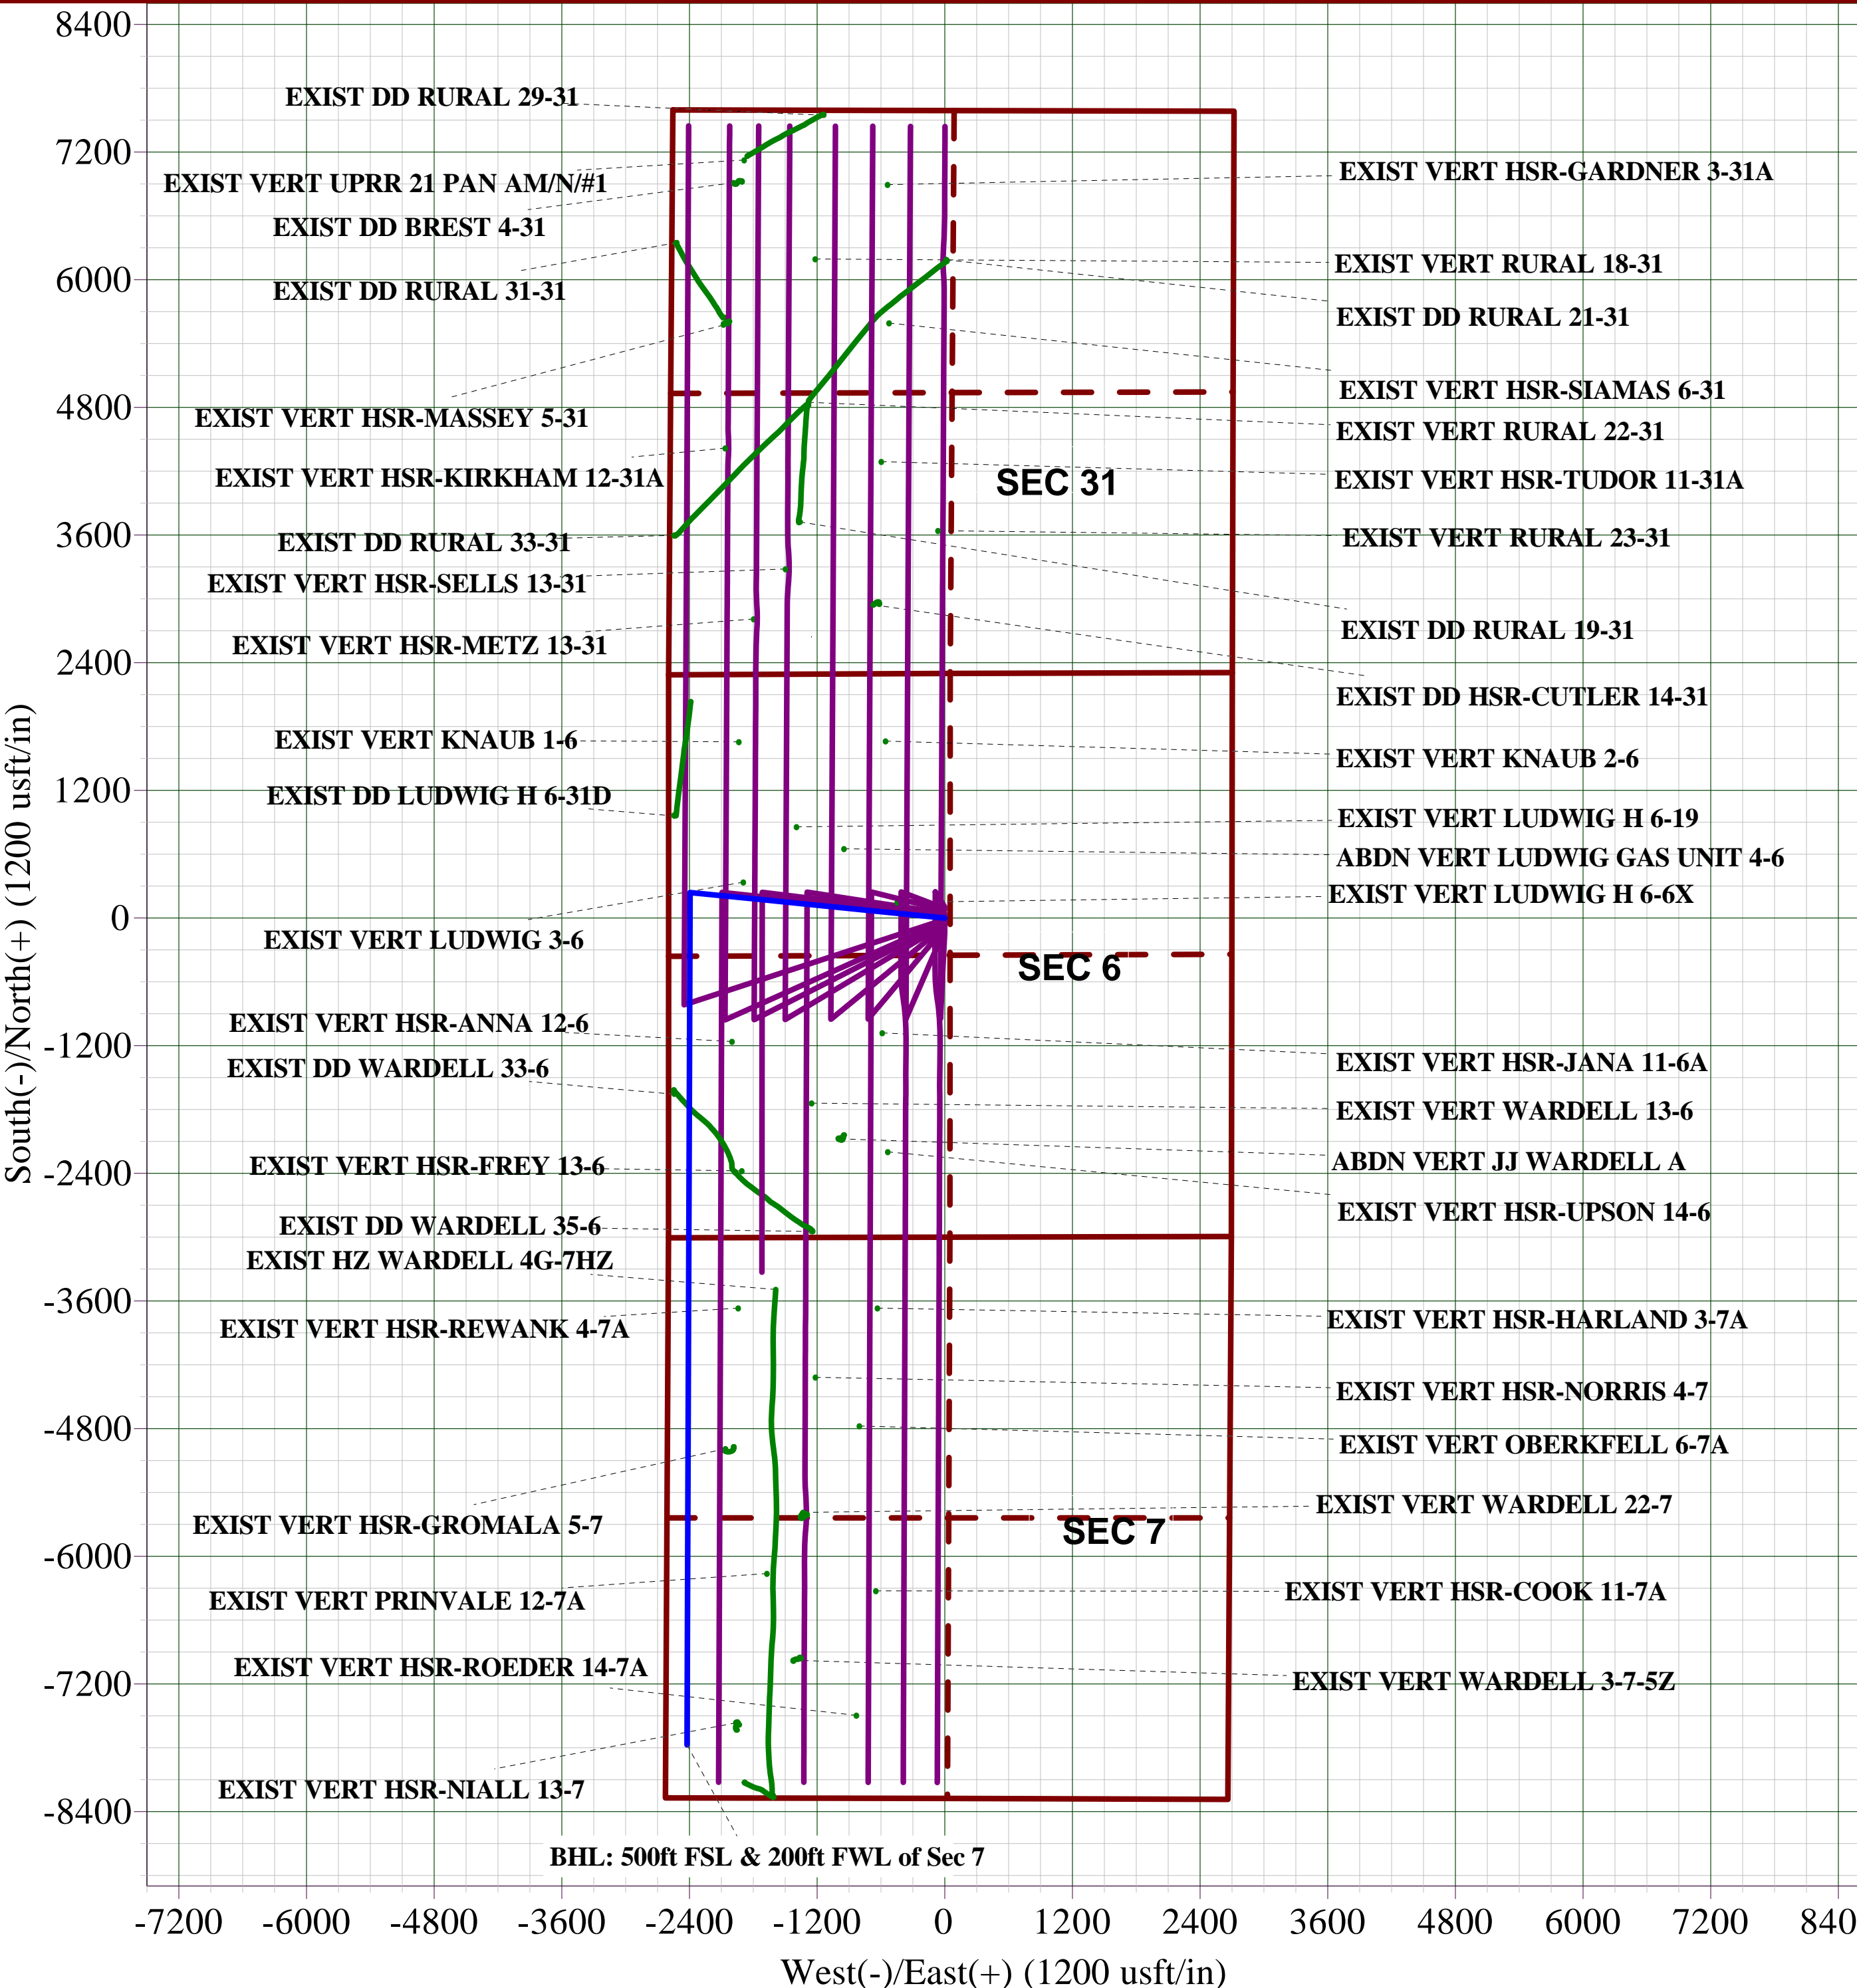 8400
EXIST DD RURAL 29-31
7200
EXIST VERT HSR-GARDNER 3-31A
EXIST VERT UPRR 21 PAN AM/N/#1
EXIST DD BREST 4-31
EXIST VERT RURAL 18-31
6000
EXIST DD RURAL 31-31
EXIST DD RURAL 21-31
EXIST VERT HSR-SIAMAS 6-31
4800
EXIST VERT HSR-MASSEY 5-31
EXIST VERT RURAL 22-31
EXIST VERT HSR-KIRKHAM 12-31A
EXIST VERT HSR-TUDOR 11-31A
SEC 31
3600
EXIST DD RURAL 33-31
EXIST VERT RURAL 23-31
EXIST VERT HSR-SELLS 13-31
EXIST DD RURAL 19-31
EXIST VERT HSR-METZ 13-31
2400
EXIST DD HSR-CUTLER 14-31
EXIST VERT KNAUB 1-6
EXIST VERT KNAUB 2-6
1200
EXIST DD LUDWIG H 6-31D
EXIST VERT LUDWIG H 6-19
ABDN VERT LUDWIG GAS UNIT 4-6
EXIST VERT LUDWIG H 6-6X
0
EXIST VERT LUDWIG 3-6
SEC 6
EXIST VERT HSR-ANNA 12-6
-1200
EXIST VERT HSR-JANA 11-6A
EXIST DD WARDELL 33-6
EXIST VERT WARDELL 13-6
EXIST VERT HSR-FREY 13-6
ABDN VERT JJ WARDELL A
-2400
EXIST VERT HSR-UPSON 14-6
EXIST DD WARDELL 35-6
EXIST HZ WARDELL 4G-7HZ
-3600
EXIST VERT HSR-REWANK 4-7A
EXIST VERT HSR-HARLAND 3-7A
EXIST VERT HSR-NORRIS 4-7
-4800
EXIST VERT OBERKFELL 6-7A
EXIST VERT HSR-GROMALA 5-7
EXIST VERT WARDELL 22-7
SEC 7
-6000
EXIST VERT PRINVALE 12-7A
EXIST VERT HSR-COOK 11-7A
EXIST VERT HSR-ROEDER 14-7A
-7200
EXIST VERT WARDELL 3-7-5Z
EXIST VERT HSR-NIALL 13-7
-8400
BHL: 500ft FSL & 200ft FWL of Sec 7
South(-)/North(+) (1200 usft/in)
-7200 -6000 -4800 -3600 -2400 -1200 0 1200 2400 3600 4800 6000 7200 840
West(-)/East(+) (1200 usft/in)